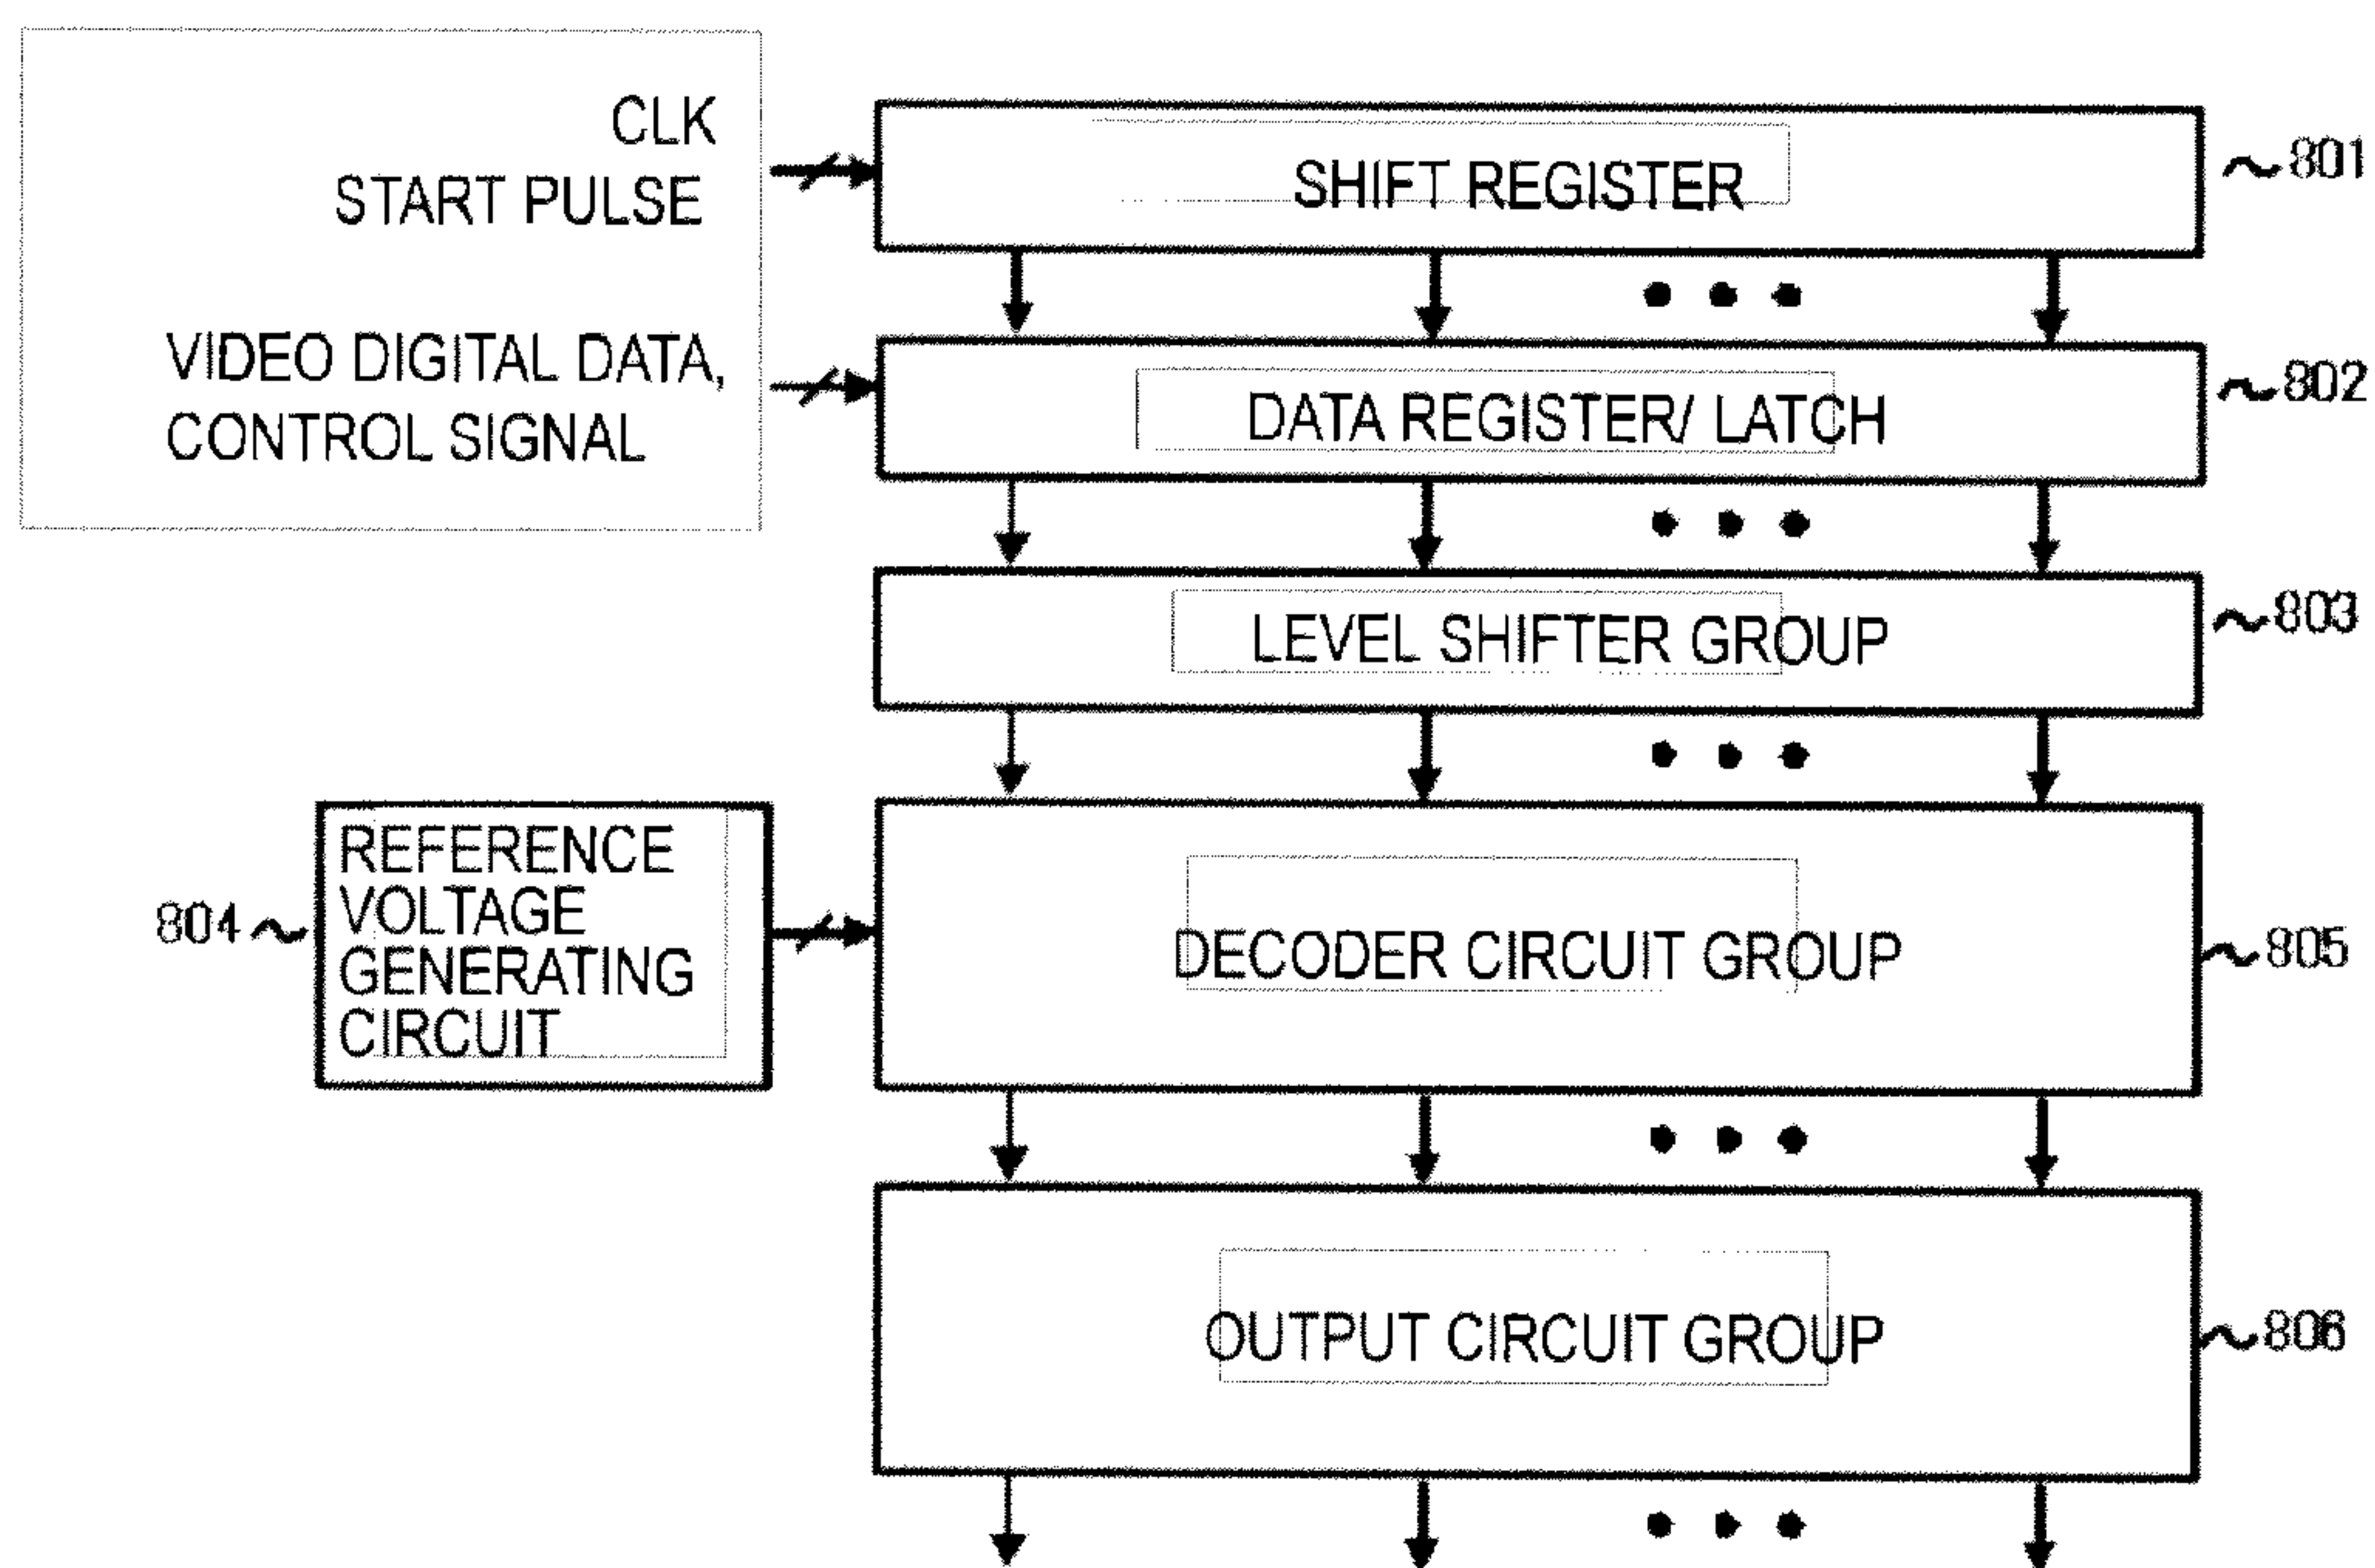 CLK
START PULSE
SHIFT REGISTER
801
VIDEO DIGITAL DATA,
CONTROL SIGNAL
DATA REGISTER/ LATCH
802
LEVEL SHIFTER GROUP
803
804
REFERENCE
VOLTAGE
GENERATING
CIRCUIT
DECODER CIRCUIT GROUP
805
OUTPUT CIRCUIT GROUP
806